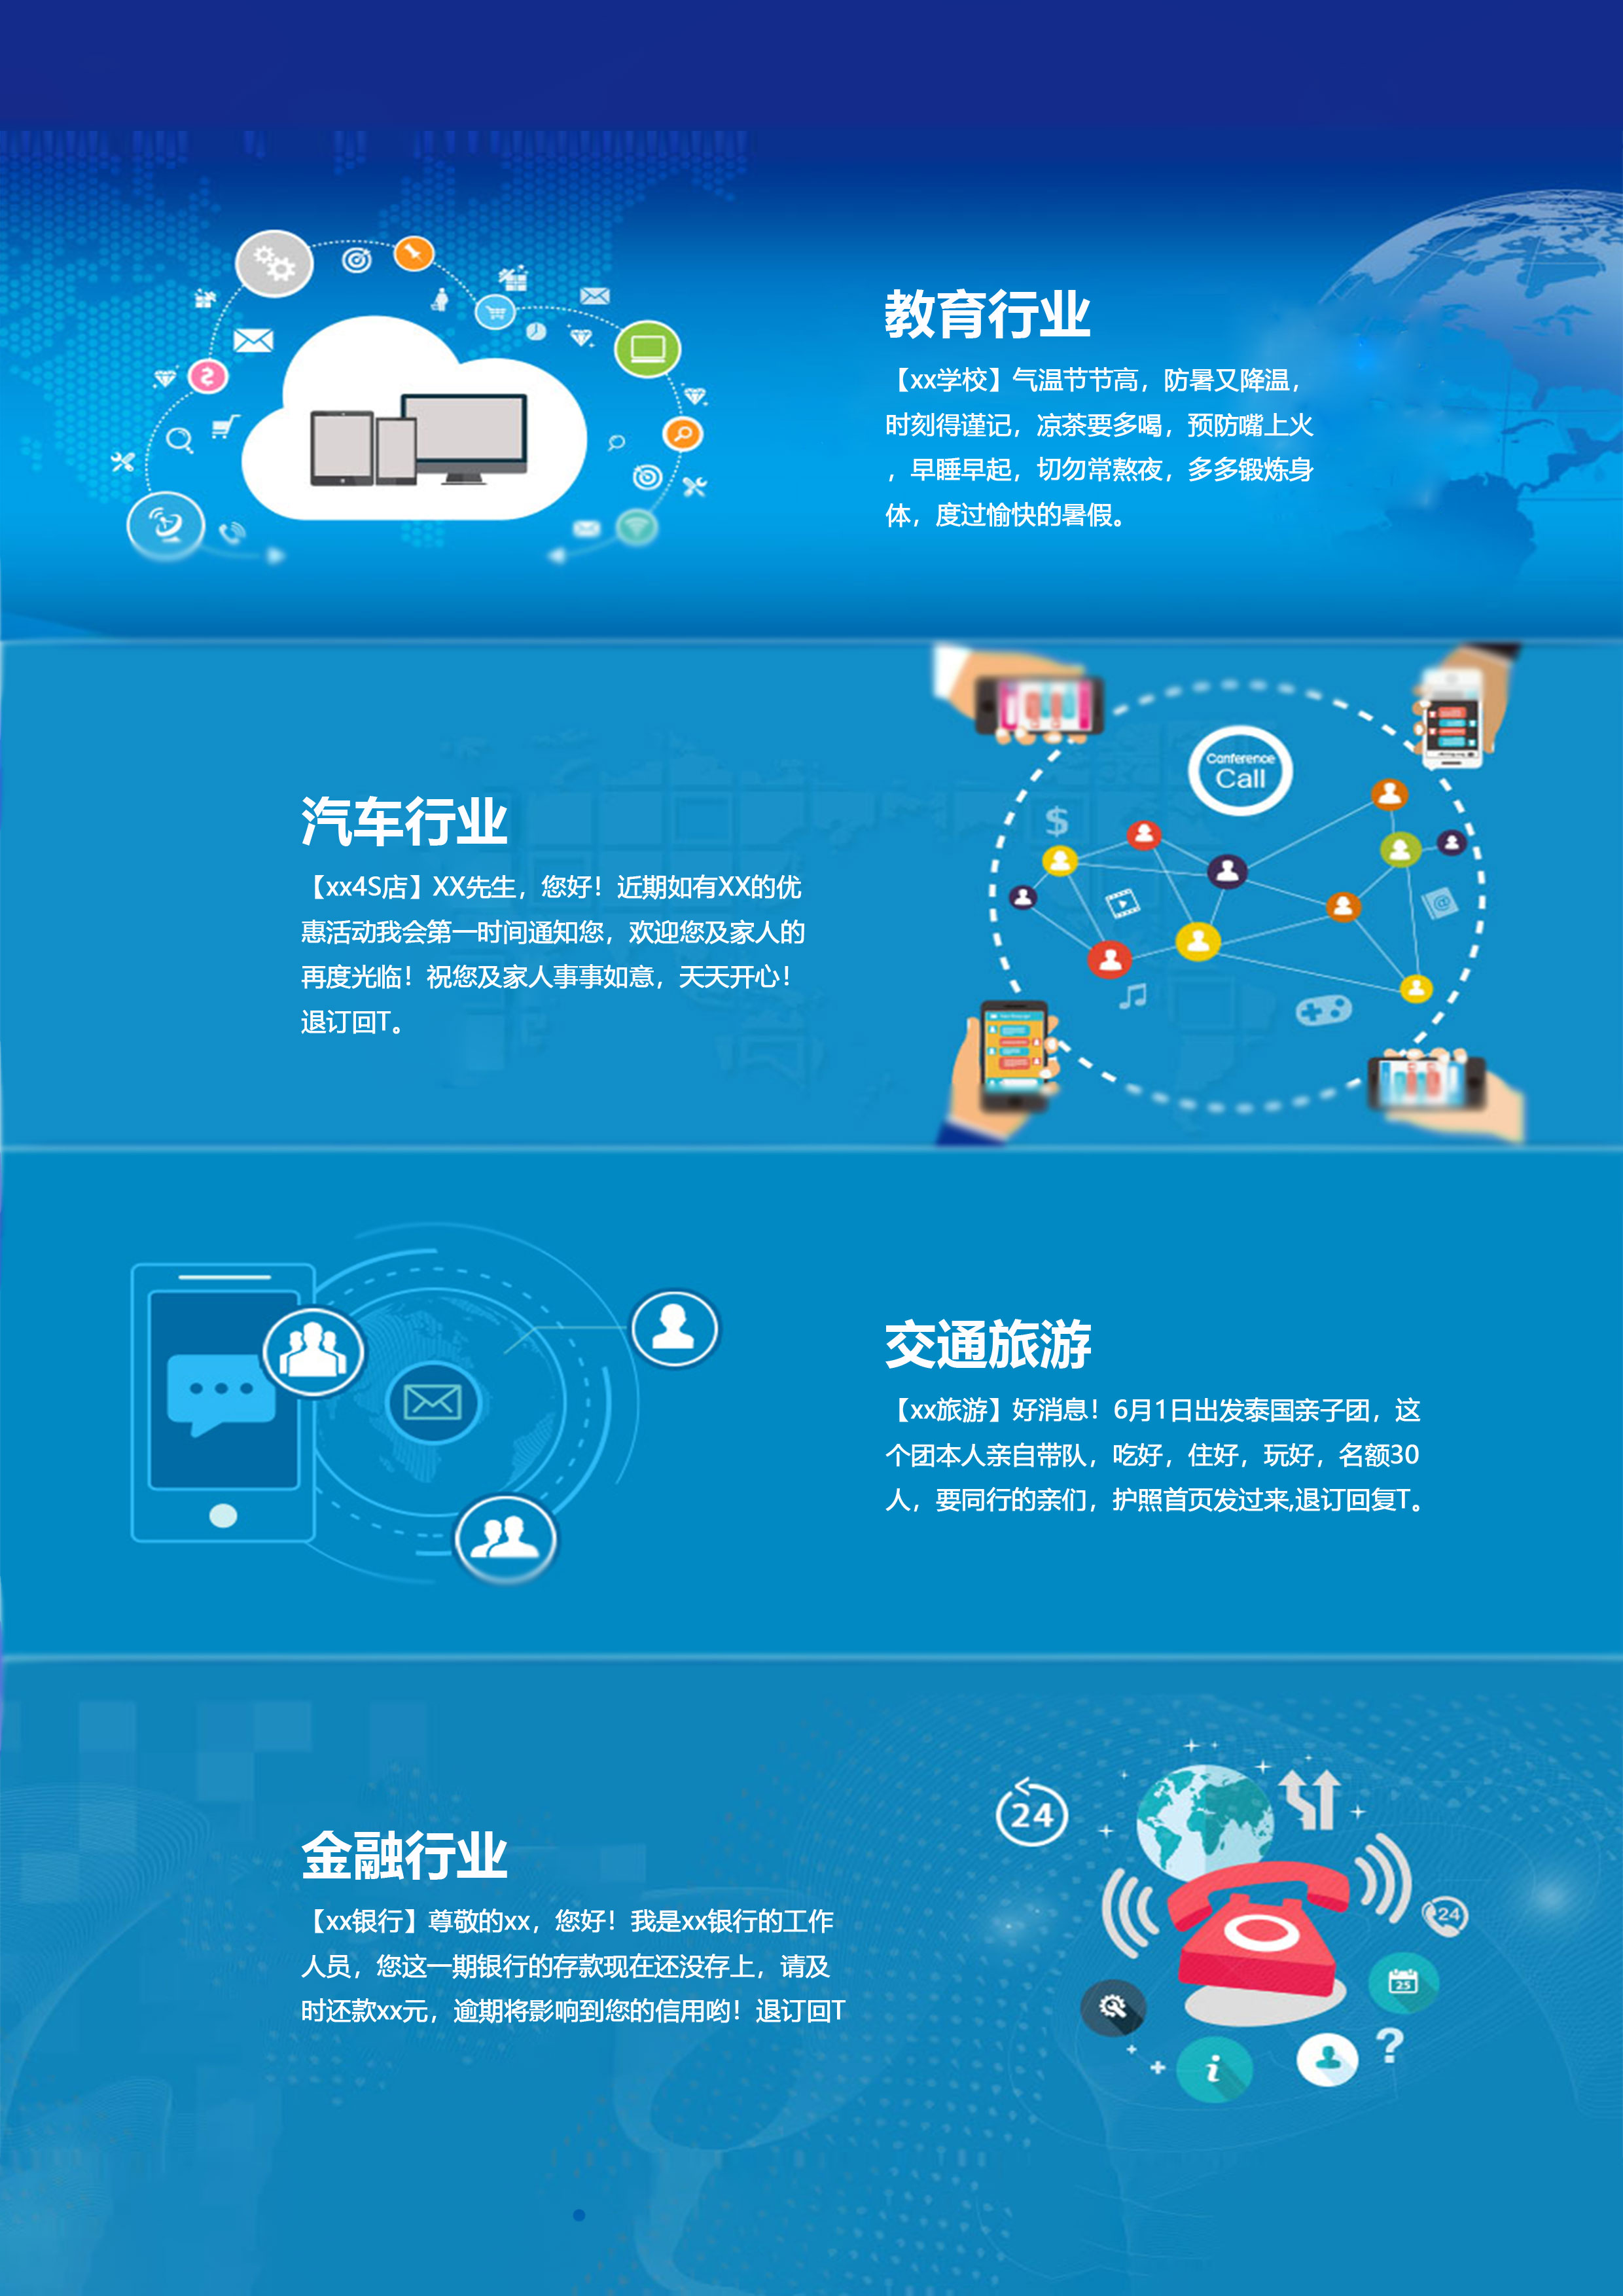 教育行业
【xx学校】气温节节高，防暑又降温，
时刻得谨记，凉茶要多喝，预防嘴上火
，早睡早起，切勿常熬夜，多多锻炼身
体，度过愉快的暑假。
Conference
Call
$
汽车行业
【xx4S店】XX先生，您好！近期如有XX的优
惠活动我会第一时间通知您，欢迎您及家人的
再度光临！祝您及家人事事如意，天天开心！
退订回T。
@
交通旅游
【xx旅游】好消息！6月1日出发泰国亲子团，这
个团本人亲自带队，吃好，住好，玩好，名额30
人，要同行的亲们，护照首页发过来,退订回复T。
24
金融行业
【xx银行】尊敬的xx，您好！我是xx银行的工作
人员，您这一期银行的存款现在还没存上，请及
时还款xx元，逾期将影响到您的信用哟！退订回T
24
25
i
?